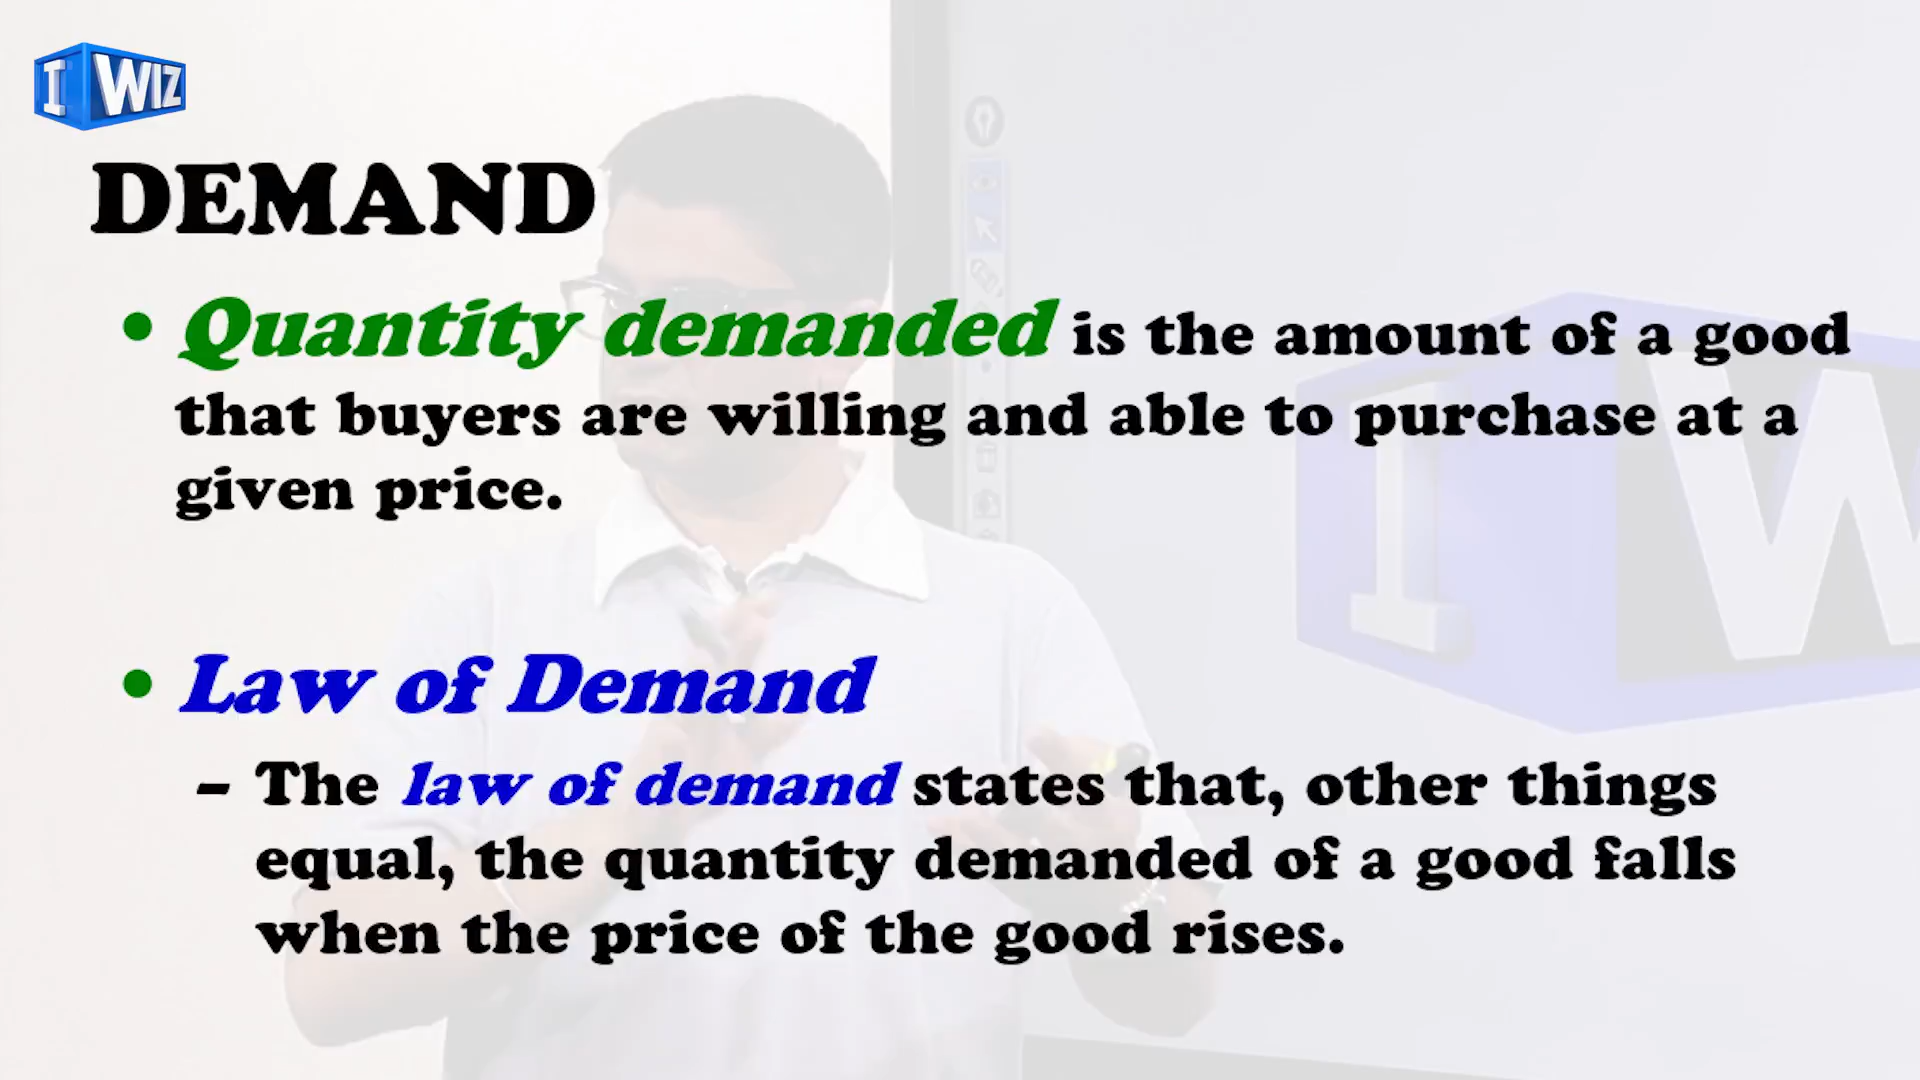 I WIZ
DEMAND
• Quantity demanded is the amount of a good
that buyers are willing and able to purchase at a
given price.
• Law of Demand
– The law of demand states that, other things
equal, the quantity demanded of a good falls
when the price of the good rises.
I W